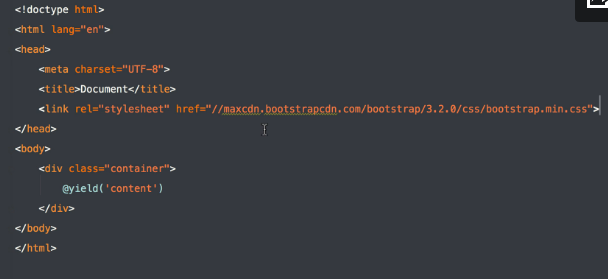 <!doctype html>
<html lang="en">
<head>
    <meta charset="UTF-8">
    <title>Document</title>
    <link rel="stylesheet" href="//maxcdn.bootstrapcdn.com/bootstrap/3.2.0/css/bootstrap.min.css">
</head>
<body>
    <div class="container">
        @yield('content')
    </div>
</body>
</html>